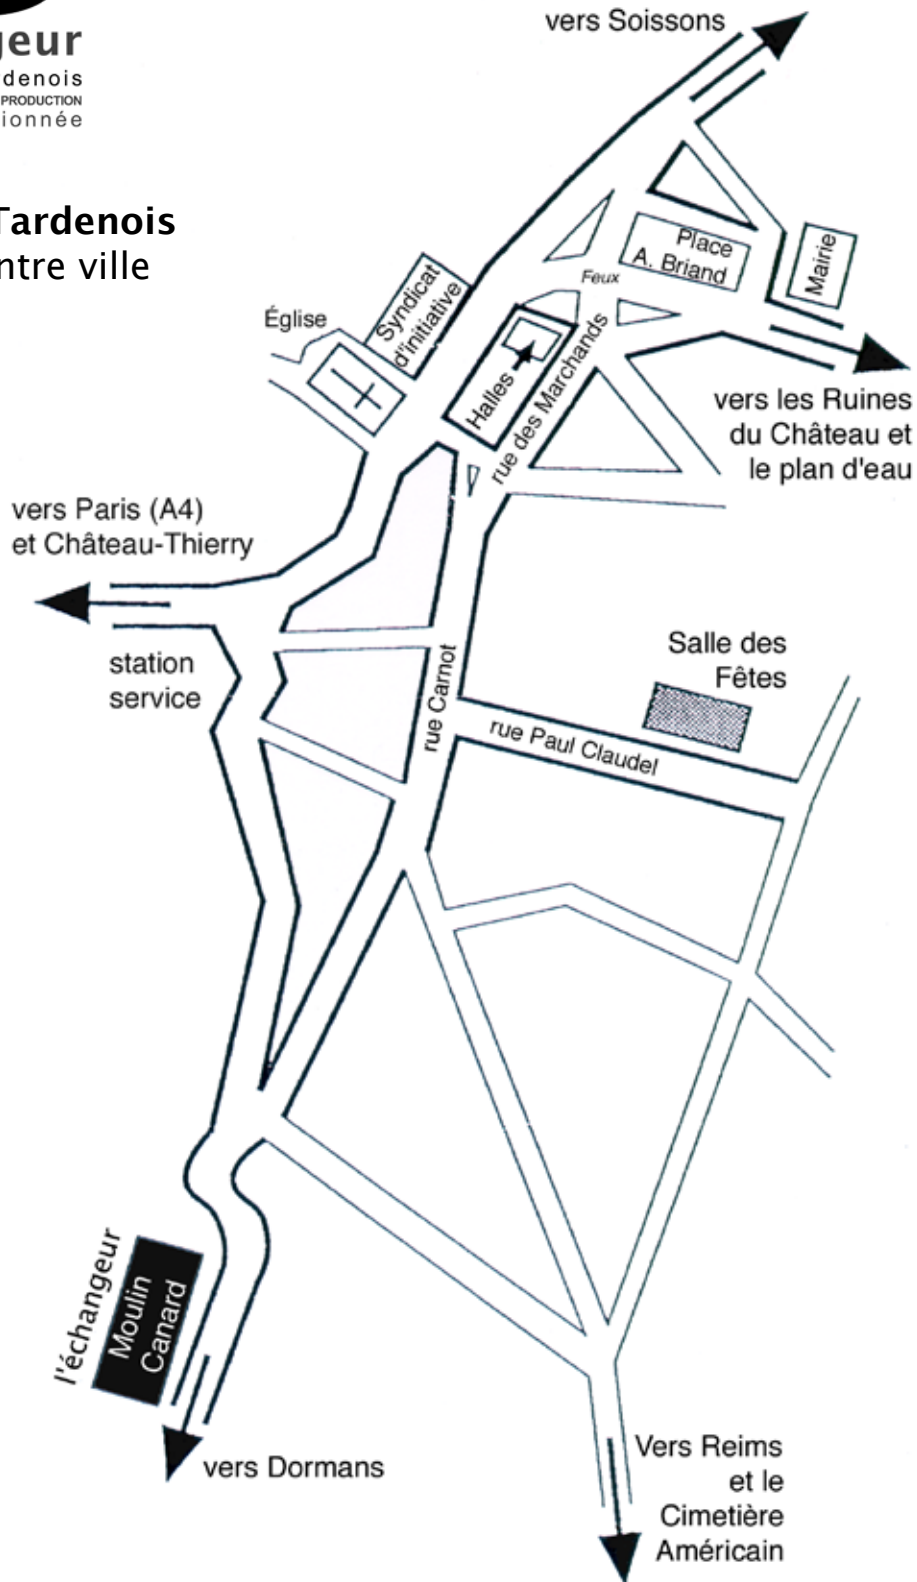 geur
denois
PRODUCTION
ionnée
Tardenois
ntre ville
vers Soissons
Place
A. Briand
Mairie
Feux
Syndicat
d'initiative
Église
Halles
rue des Marchands
vers les Ruines
du Château et
le plan d'eau
vers Paris (A4)
et Château-Thierry
station
service
Salle des
Fêtes
rue Carnot
rue Paul Claudel
l'échangeur
Moulin
Canard
vers Dormans
Vers Reims
et le
Cimetière
Américain